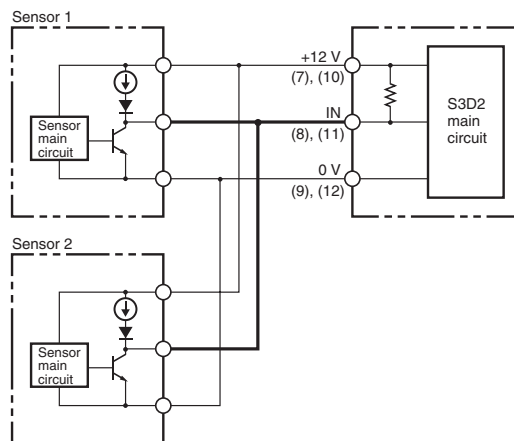 Sensor 1
Sensor
main
circuit
+12 V
(7), (10)
IN
(8), (11)
0 V
(9), (12)
S3D2
main
circuit
Sensor 2
Sensor
main
circuit